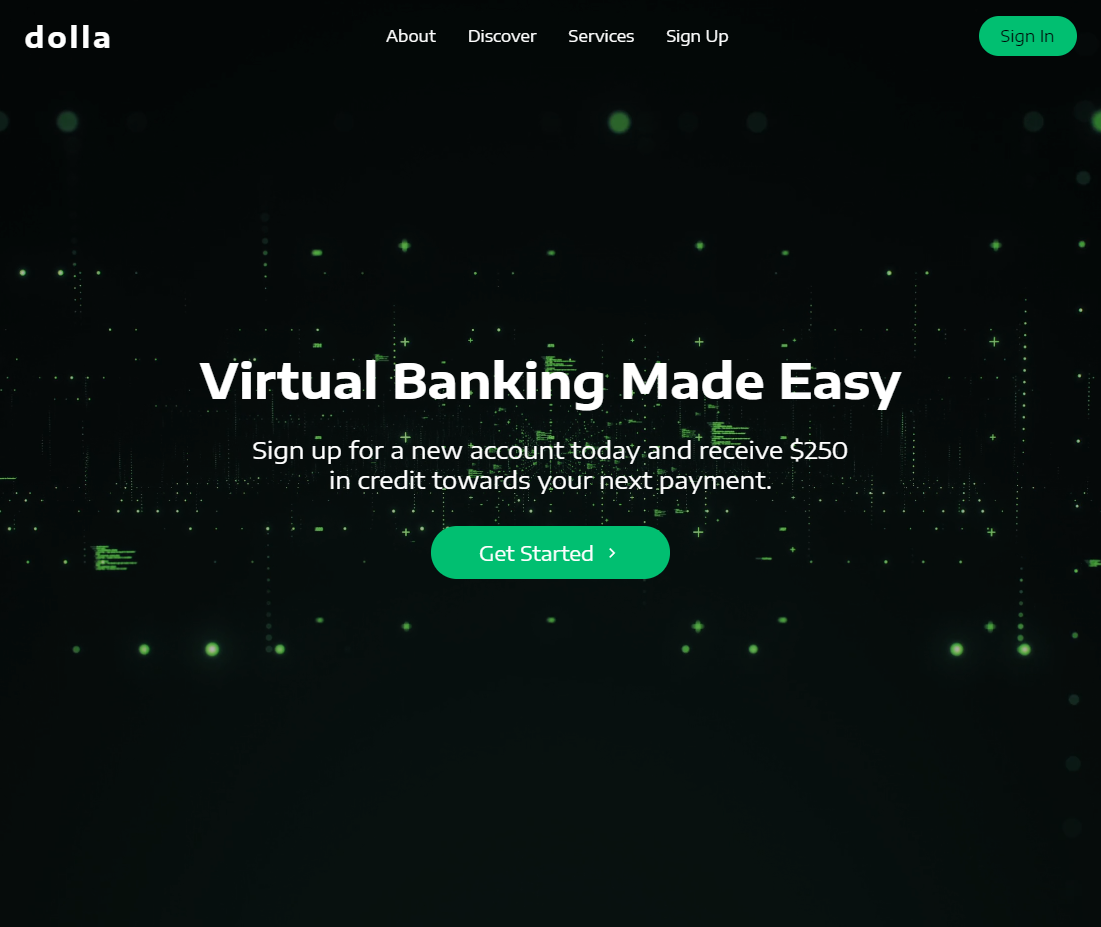 dolla
About Discover Services Sign Up
Sign In
Virtual Banking Made Easy
Sign up for a new account today and receive $250
in credit towards your next payment.
Get Started